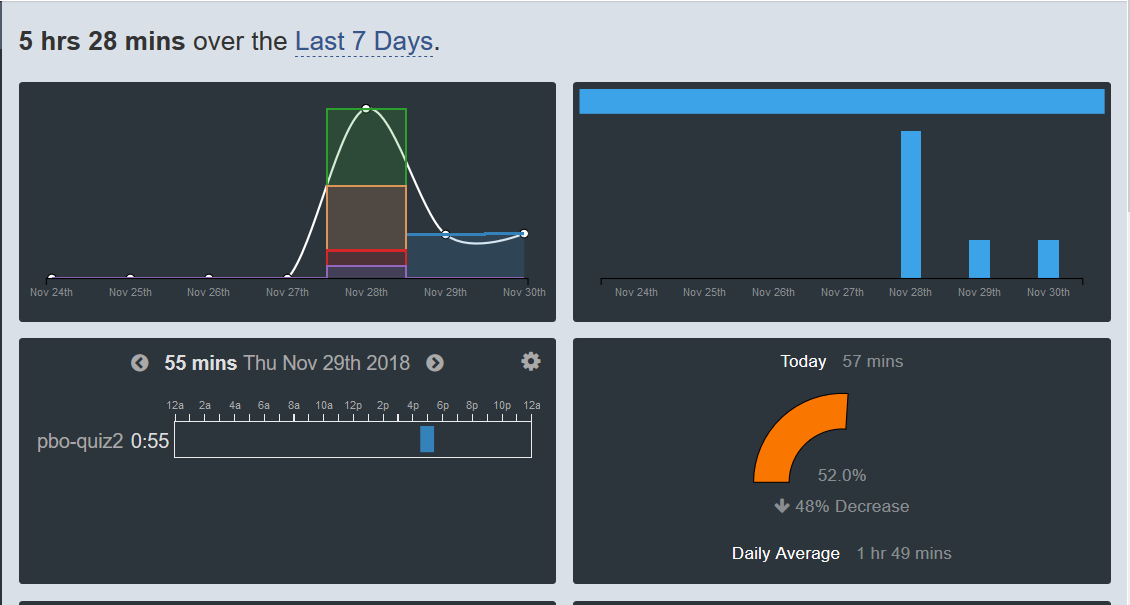 5 hrs 28 mins over the Last 7 Days.
Nov 24th Nov 25th Nov 26th Nov 27th Nov 28th Nov 29th Nov 30th
Nov 24th Nov 25th Nov 26th Nov 27th Nov 28th Nov 29th Nov 30th
55 mins Thu Nov 29th 2018
12a 2a 4a 6a 8a 10a 12p 2p 4p 6p 8p 10p 12a
pbo-quiz2 0:55
Today 57 mins
52.0%
48% Decrease
Daily Average 1 hr 49 mins